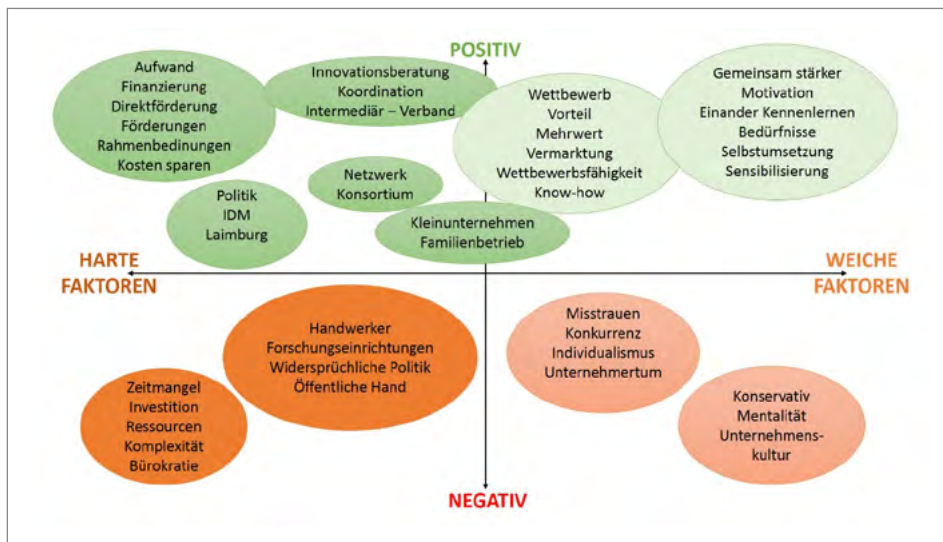 POSITIV
Aufwand
Finanzierung
Direktförderung
Förderungen
Rahmenbedinungen
Kosten sparen
Innovationsberatung
Koordination
Intermediär – Verband
Wettbewerb
Vorteil
Mehrwert
Vermarktung
Wettbewerbsfähigkeit
Know-how
Gemeinsam stärker
Motivation
Einander Kennenlernen
Bedürfnisse
Selbstumsetzung
Sensibilisierung
Netzwerk
Konsortium
Politik
IDM
Laimburg
Kleinunternehmen
Familienbetrieb
HARTE
FAKTOREN
WEICHE
FAKTOREN
Handwerker
Forschungseinrichtungen
Widersprüchliche Politik
Öffentliche Hand
Misstrauen
Konkurrenz
Individualismus
Unternehmertum
Zeitmangel
Investition
Ressourcen
Komplexität
Bürokratie
Konservativ
Mentalität
Unternehmens-
kultur
NEGATIV